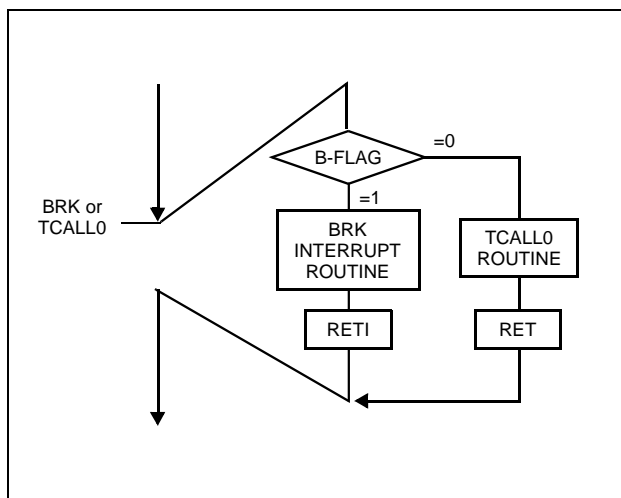 B-FLAG
=0
=1
BRK or
TCALL0
BRK
INTERRUPT
ROUTINE
TCALL0
ROUTINE
RETI
RET